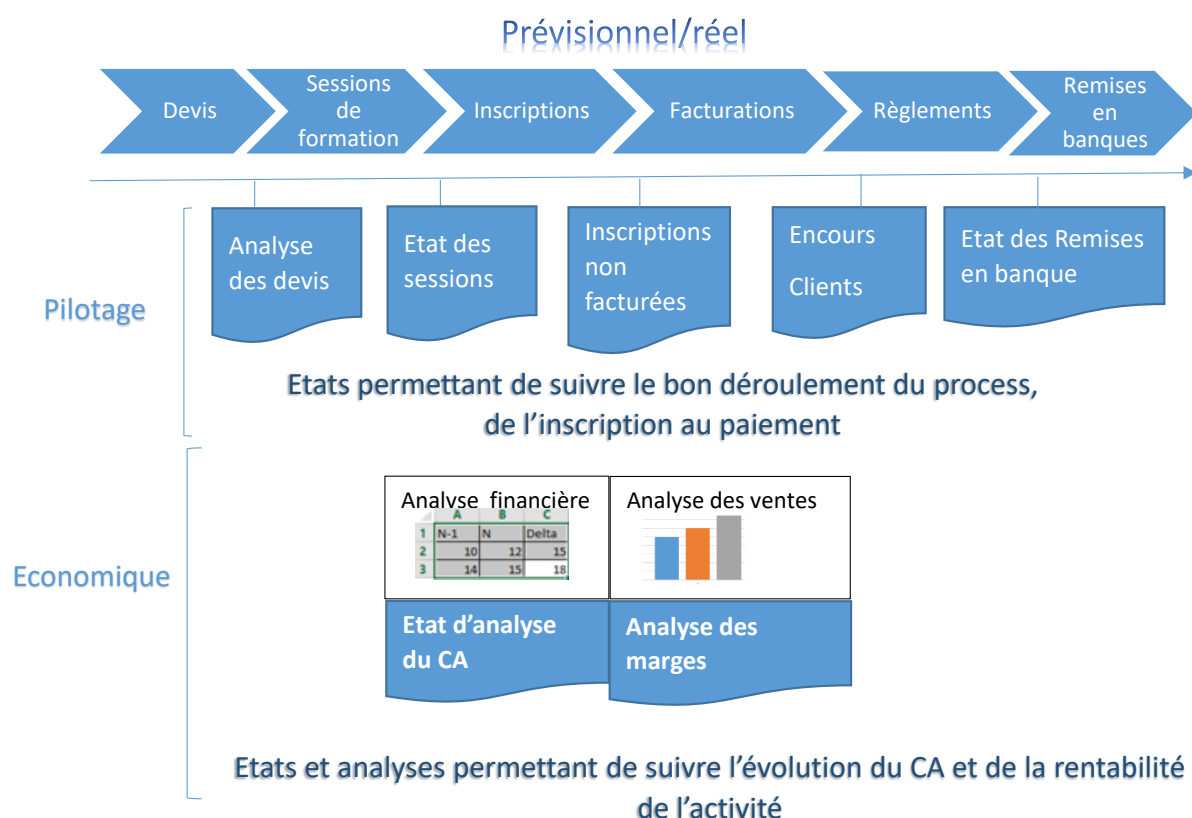 Prévisionnel/réel
Devis
Sessions
de
formation
Inscriptions
Facturations
Règlements
Remises
en
banques
Pilotage
Analyse
des devis
Etat des
sessions
Inscriptions
non
facturées
Encours
Clients
Etat des Remises
en banque
Etats permettant de suivre le bon déroulement du process,
de l’inscription au paiement
Economique
Analyse financière
A B C
1 N-1 N Delta
2 10 12 15
3 14 15 18
Analyse des ventes
Etat d’analyse
du CA
Analyse des
marges
Etats et analyses permettant de suivre l’évolution du CA et de la rentabilité
de l’activité